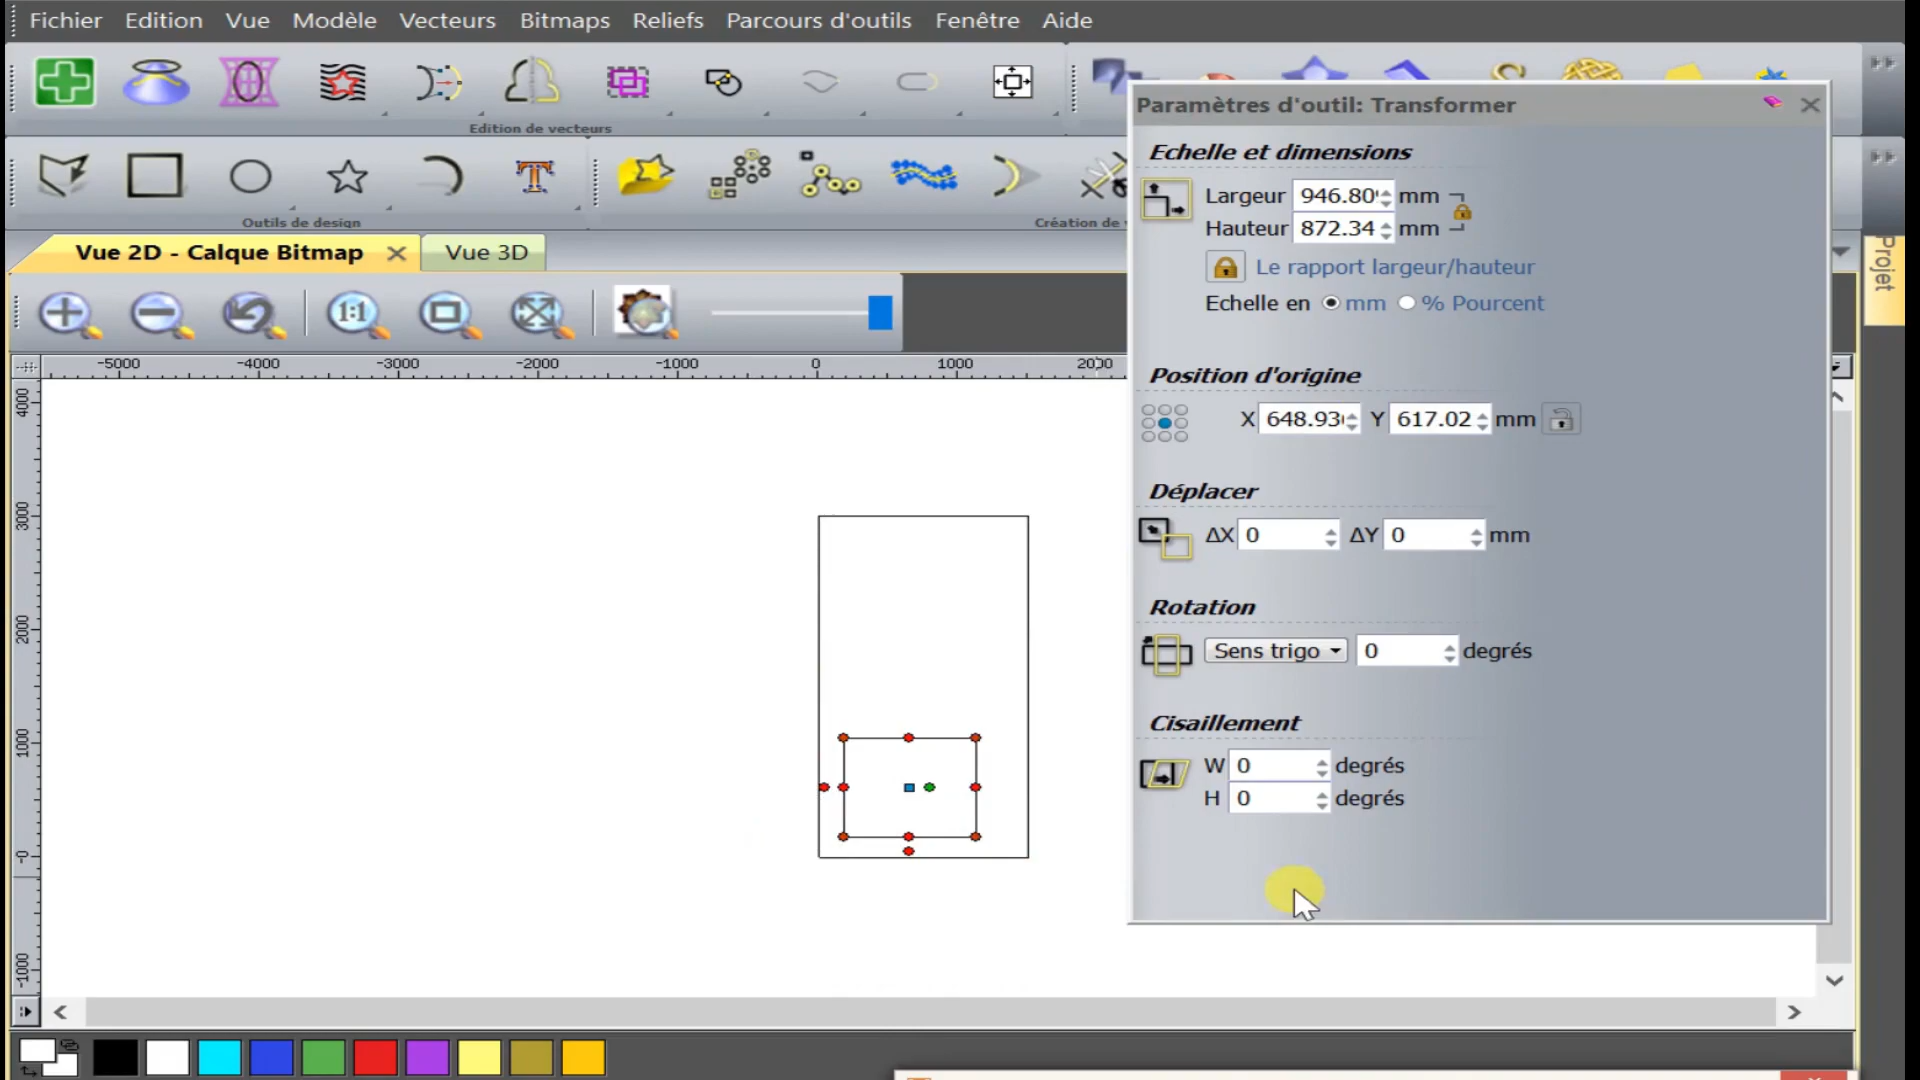 Fichier Edition Vue Modèle Vecteurs Bitmaps Reliefs Parcours d'outils Fenêtre Aide
Edition de vecteurs
Outils de design
Création de
Vue 2D - Calque Bitmap
Vue 3D
1:1
-5000 -4000 -3000 -2000 -1000 0 1000 2000
4000
3000
2000
1000
-0
-1000
Paramètres d'outil: Transformer
Echelle et dimensions
Largeur 946.80 mm
Hauteur 872.34 mm
Le rapport largeur/hauteur
Echelle en mm % Pourcent
Position d'origine
X 648.93 Y 617.02 mm
Déplacer
ΔX 0 ΔY 0 mm
Rotation
Sens trigo 0 degrés
Cisaillement
W 0 degrés
H 0 degrés
Projet